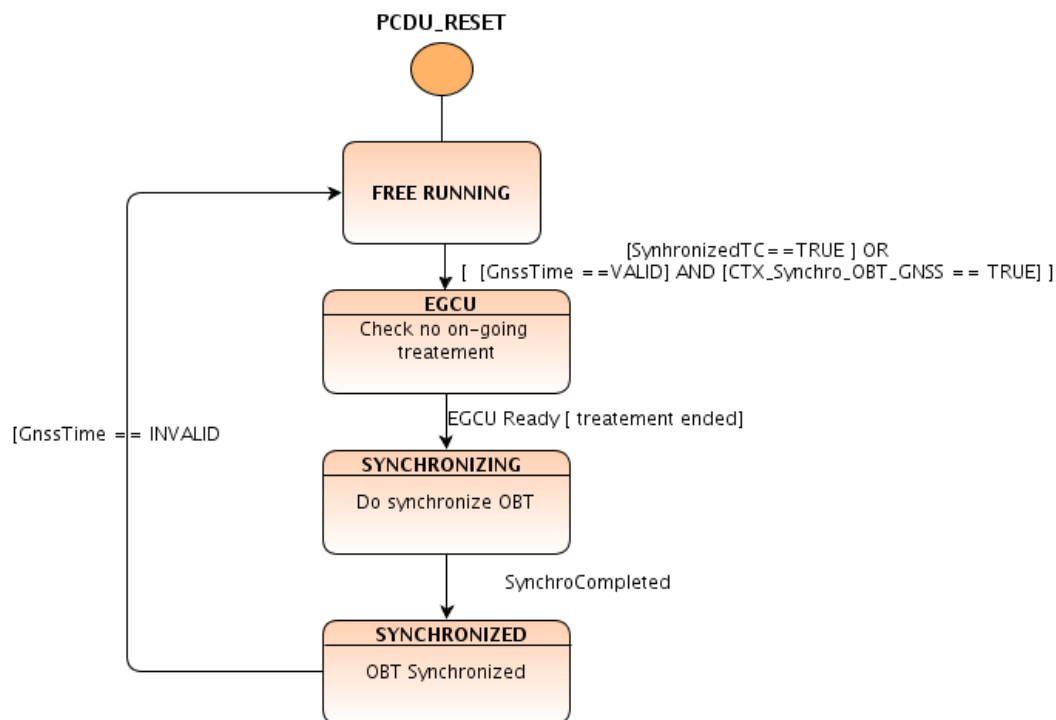 PCDU_RESET
FREE RUNNING
[SynhronizedTC==TRUE ] OR
[ [GnssTime ==VALID] AND [CTX_Synchro_OBT_GNSS == TRUE] ]
EGCU
Check no on-going
treatement
EGCU Ready [ treatement ended]
[GnssTime == INVALID
SYNCHRONIZING
Do synchronize OBT
SynchroCompleted
SYNCHRONIZED
OBT Synchronized